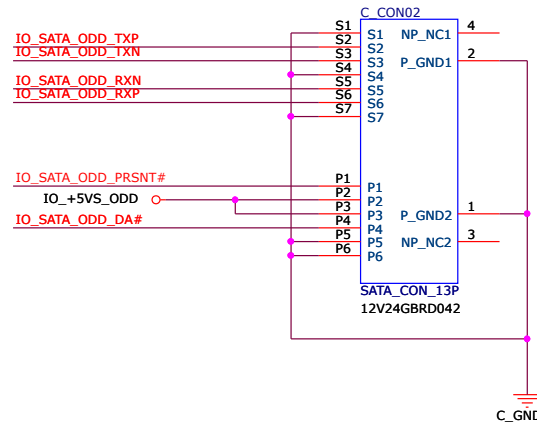 C_CON02
S1 S1 NP_NC1 4
IO_SATA_ODD_TXP S2 S2
IO_SATA_ODD_TXN S3 S3 P_GND1 2
S4 S4
IO_SATA_ODD_RXN S5 S5
IO_SATA_ODD_RXP S6 S6
S7 S7
IO_SATA_ODD_PRSNT# P1 P1
IO_+5VS_ODD P2 P2
P3 P3 P_GND2 1
IO_SATA_ODD_DA# P4 P4
P5 P5 NP_NC2 3
P6 P6
SATA_CON_13P
12V24GBRD042
C_GND